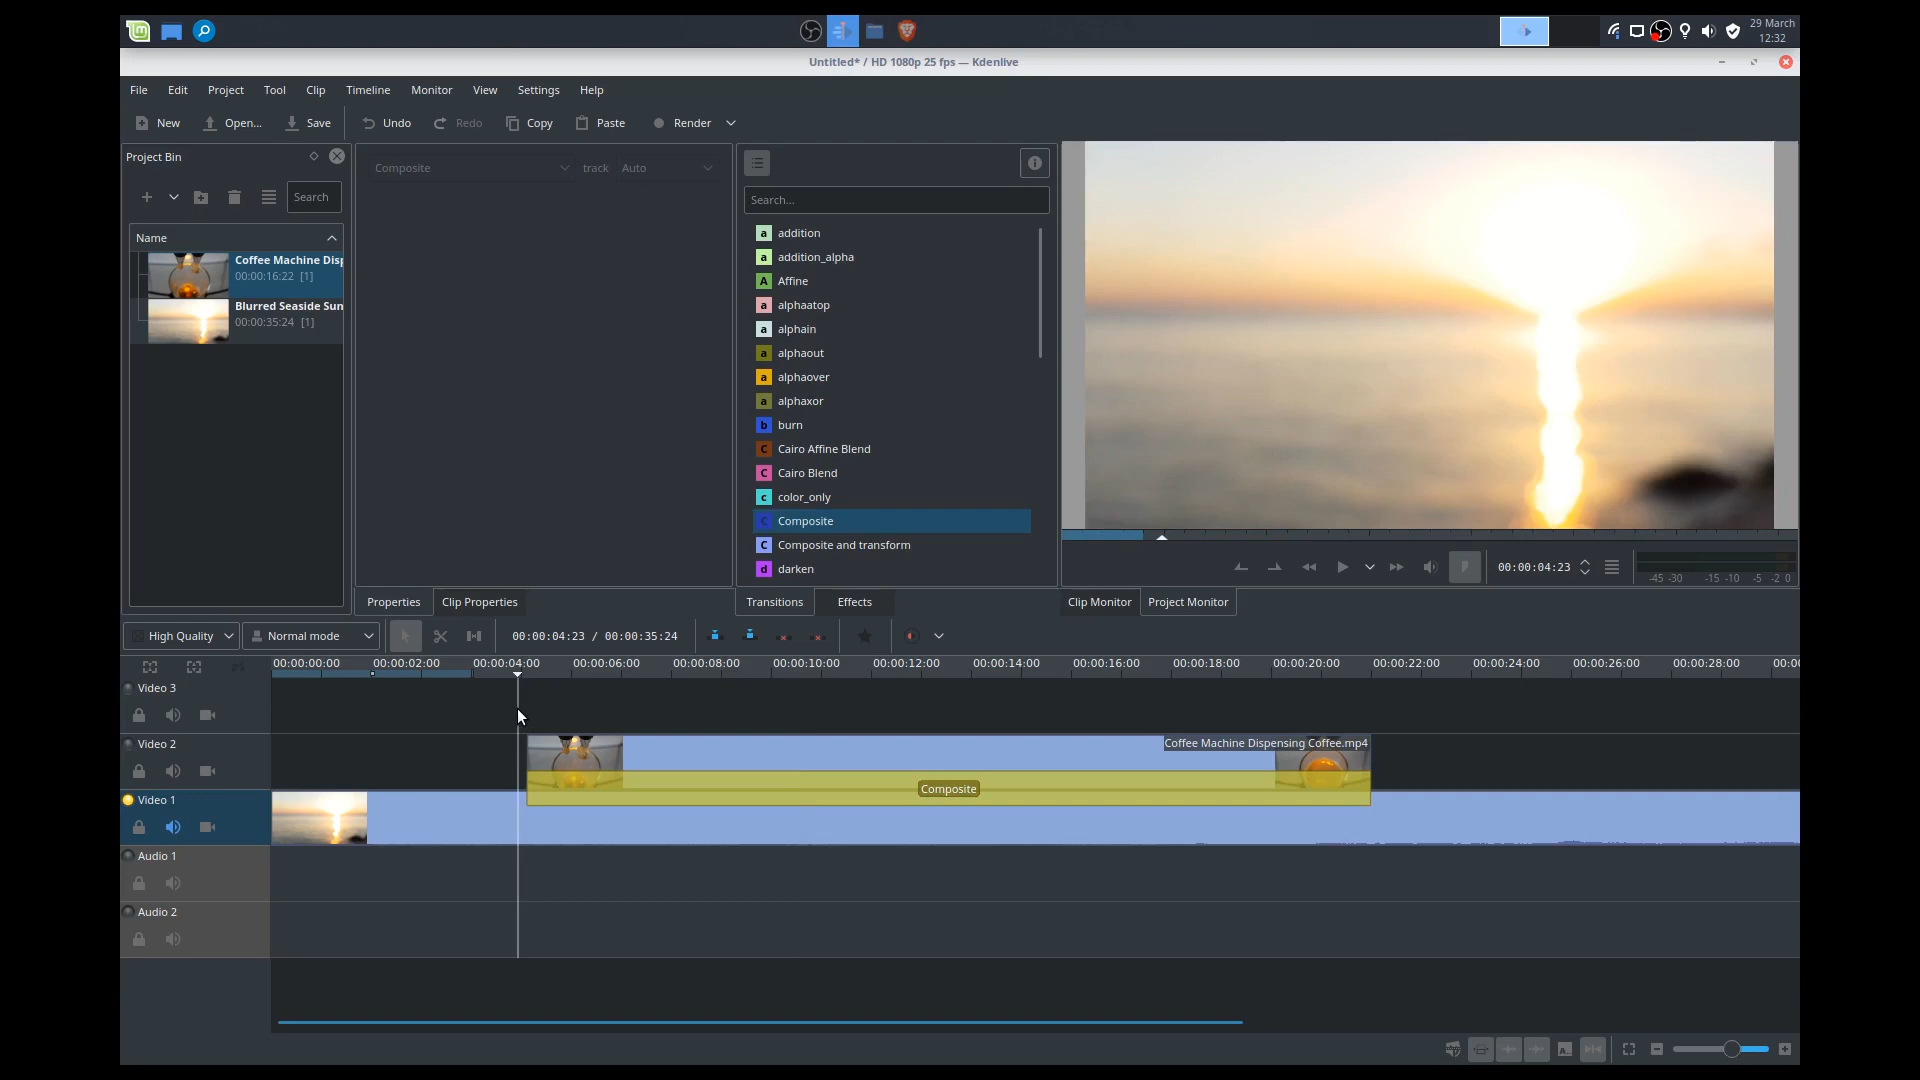 29 March
12:32
Untitled* / HD 1080p 25 fps — Kdenlive
File Edit Project Tool Clip Timeline Monitor View Settings Help
New Open... Save Undo Redo Copy Paste Render
Project Bin
Search
Name
Coffee Machine Disp
00:00:16:22 [1]
Blurred Seaside Sun
00:00:35:24 [1]
Composite track Auto
Search...
a addition
a addition_alpha
A Affine
a alphaatop
a alphain
a alphaout
a alphaover
a alphaxor
b burn
C Cairo Affine Blend
C Cairo Blend
c color_only
C Composite
C Composite and transform
d darken
00:00:04:23
-45 -30 -15 -10 -5 -2 0
Properties Clip Properties Transitions Effects Clip Monitor Project Monitor
High Quality Normal mode 00:00:04:23 / 00:00:35:24
00:00:00:00 00:00:02:00 00:00:04:00 00:00:06:00 00:00:08:00 00:00:10:00 00:00:12:00 00:00:14:00 00:00:16:00 00:00:18:00 00:00:20:00 00:00:22:00 00:00:24:00 00:00:26:00 00:00:28:00 00:0
Video 3
Video 2
Coffee Machine Dispensing Coffee.mp4
Composite
Video 1
Audio 1
Audio 2